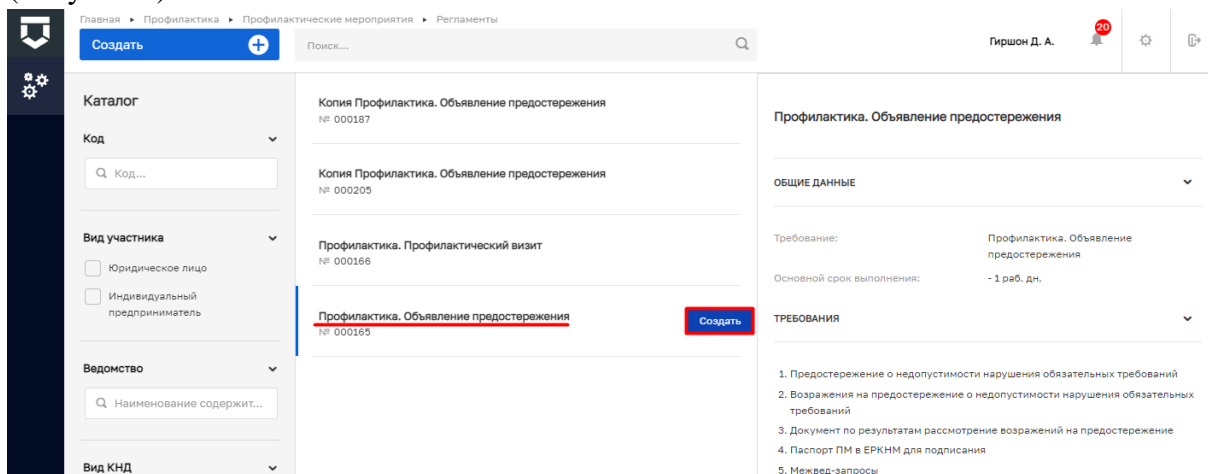 Главная ▸ Профилактика ▸ Профилактические мероприятия ▸ Регламенты
Создать
Поиск...
Гиршон Д. А.
20
Каталог
Код
Код...
Вид участника
Юридическое лицо
Индивидуальный
предприниматель
Ведомство
Наименование содержит...
Вид КНД
Копия Профилактика. Объявление предостережения
№ 000187
Копия Профилактика. Объявление предостережения
№ 000205
Профилактика. Профилактический визит
№ 000166
Профилактика. Объявление предостережения
№ 000165
Создать
Профилактика. Объявление предостережения
ОБЩИЕ ДАННЫЕ
Требование:
Профилактика. Объявление
предостережения
Основной срок выполнения:
- 1 раб. дн.
ТРЕБОВАНИЯ
1. Предостережение о недопустимости нарушения обязательных требований
2. Возражения на предостережение о недопустимости нарушения обязательных
требований
3. Документ по результатам рассмотрение возражений на предостережение
4. Паспорт ПМ в ЕРКНМ для подписания
5. Межвед-запросы